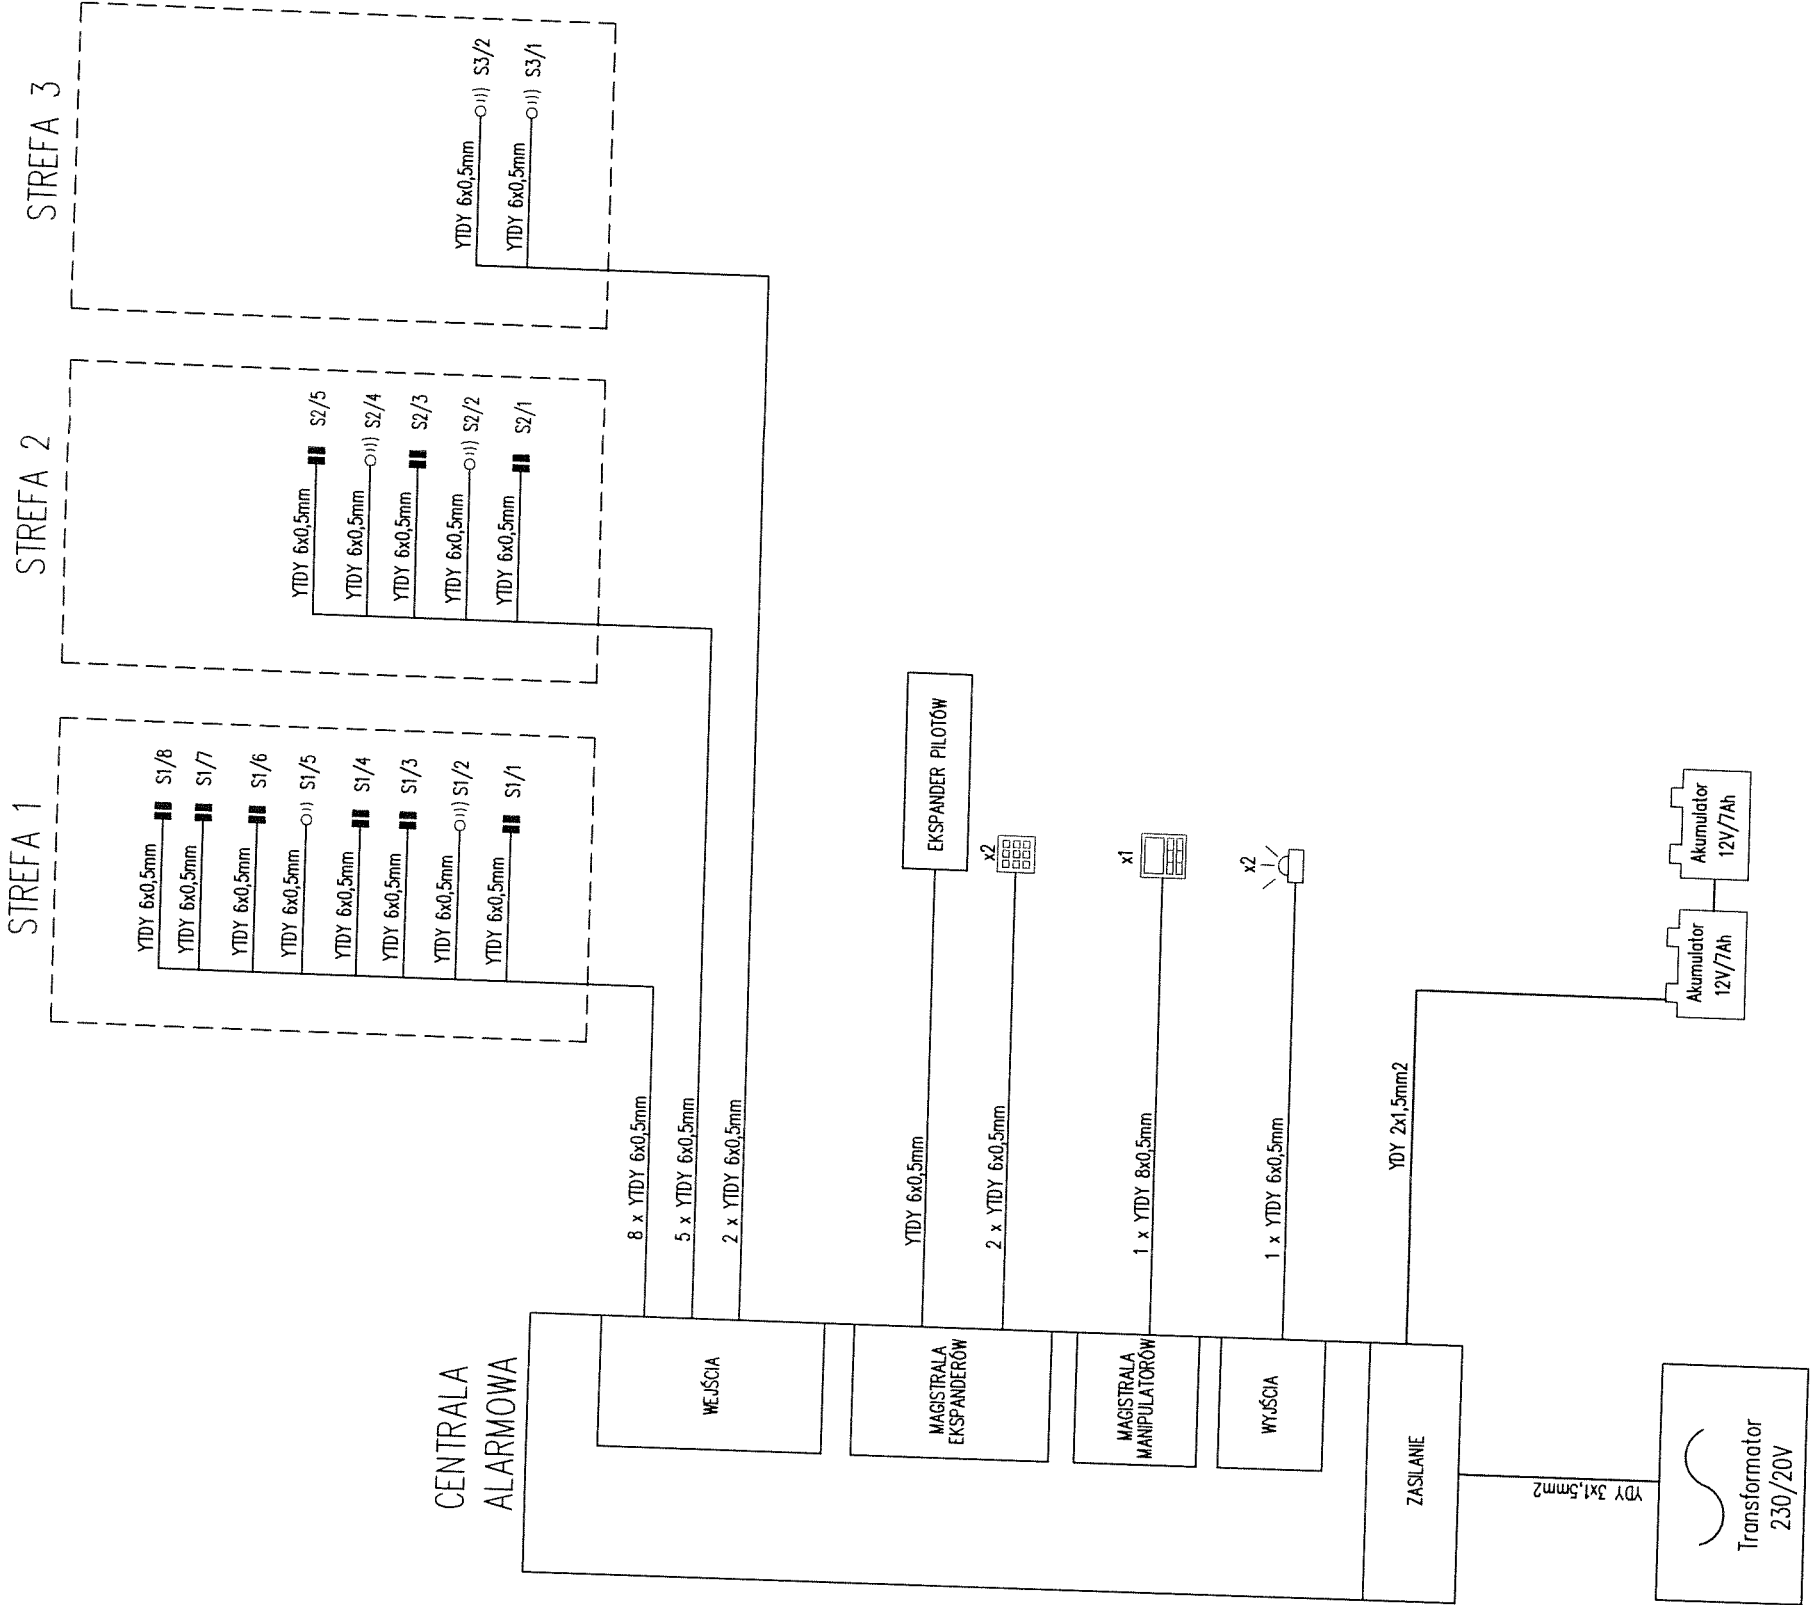 STREFA 1
YTDY 6x0,5mm S1/8
YTDY 6x0,5mm S1/7
YTDY 6x0,5mm S1/6
YTDY 6x0,5mm S1/5
YTDY 6x0,5mm S1/4
YTDY 6x0,5mm S1/3
YTDY 6x0,5mm S1/2
YTDY 6x0,5mm S1/1
STREFA 2
YTDY 6x0,5mm S2/5
YTDY 6x0,5mm S2/4
YTDY 6x0,5mm S2/3
YTDY 6x0,5mm S2/2
YTDY 6x0,5mm S2/1
STREFA 3
YTDY 6x0,5mm S3/2
YTDY 6x0,5mm S3/1
CENTRALA
ALARMOWA
WEJŚCIA
8 x YTDY 6x0,5mm
5 x YTDY 6x0,5mm
2 x YTDY 6x0,5mm
MAGISTRALA
EKSPANDERÓW
YTDY 6x0,5mm
EKSPANDER PILOTÓW
2 x YTDY 6x0,5mm
x2
MAGISTRALA
MANIPULATORÓW
1 x YTDY 8x0,5mm
x1
WYJŚCIA
1 x YTDY 6x0,5mm
x2
ZASILANIE
YDY 2x1,5mm2
Akumulator
12V/7Ah
Akumulator
12V/7Ah
YDY 3x1,5mm2
Transformator
230/20V